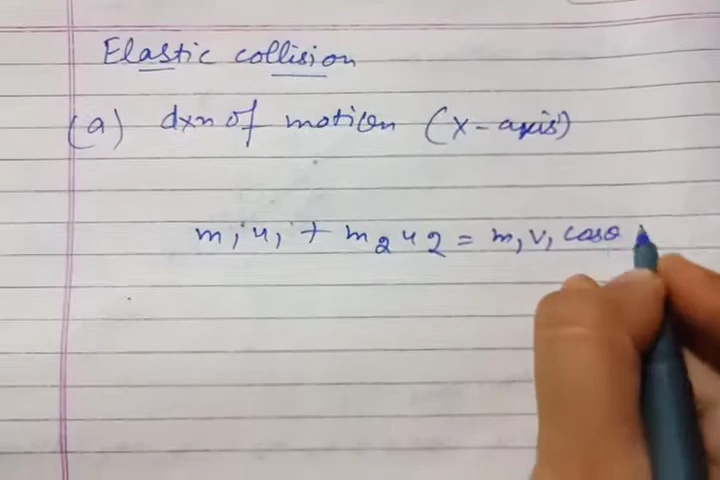 Elastic collision
(a) dxn of motion (x-axis)
m₁u₁ + m₂u₂ = m₁v₁ cosθ